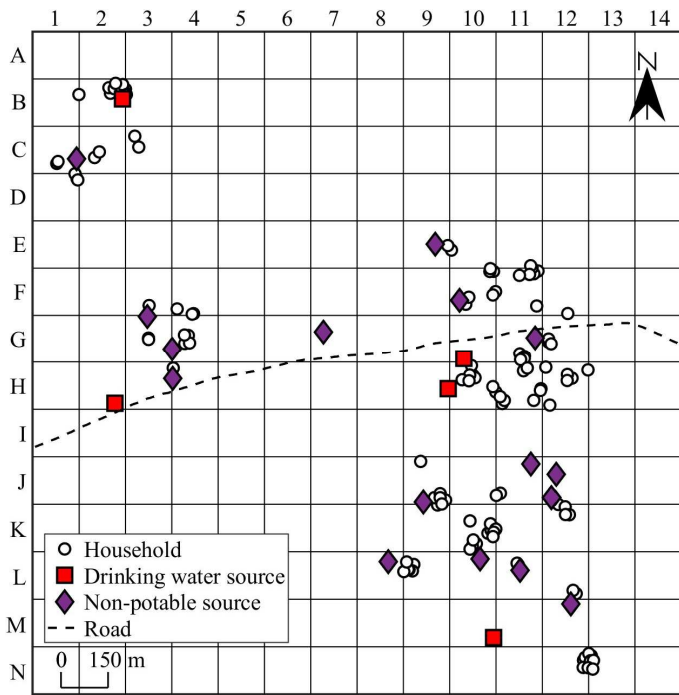 1 2 3 4 5 6 7 8 9 10 11 12 14
A
N
B
C
D
E
F
G
H
I
J
K
Household
L
Drinking water source
Non-potable source
M
Road
0 150 m
N